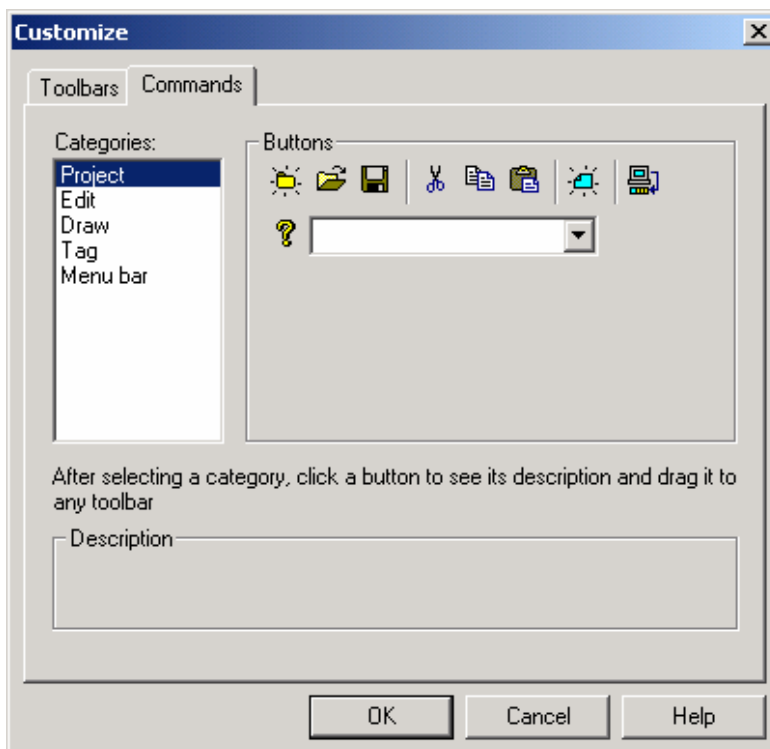 Customize
Toolbars
Commands
Categories:
Buttons
Project
Edit
Draw
Tag
Menu bar
After selecting a category, click a button to see its description and drag it to
any toolbar
Description
OK
Cancel
Help